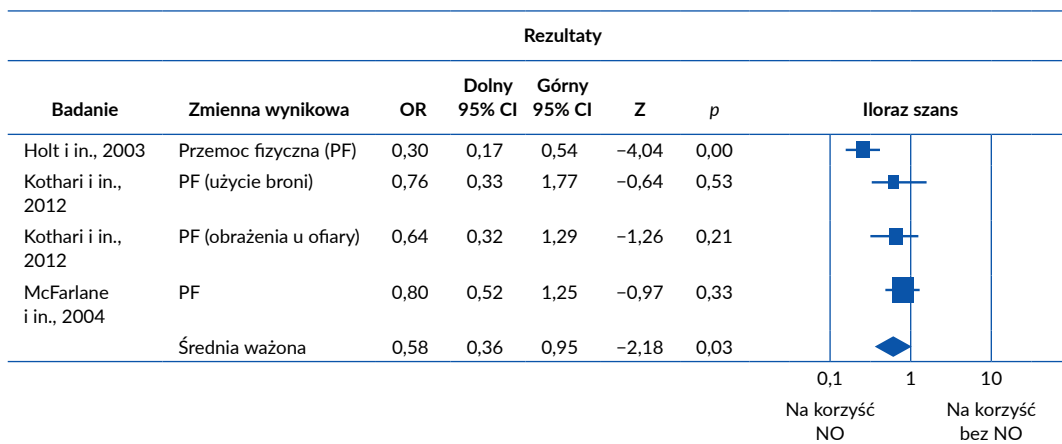 Rezultaty
Badanie Zmienna wynikowa OR Dolny 95% CI Górny 95% CI Z p Iloraz szans
Holt i in., 2003 Przemoc fizyczna (PF) 0,30 0,17 0,54 −4,04 0,00
Kothari i in., PF (użycie broni) 0,76 0,33 1,77 −0,64 0,53
2012
Kothari i in., PF (obrażenia u ofiary) 0,64 0,32 1,29 −1,26 0,21
2012
McFarlane PF 0,80 0,52 1,25 −0,97 0,33
i in., 2004
Średnia ważona 0,58 0,36 0,95 −2,18 0,03
0,1 1 10
Na korzyść Na korzyść
NO bez NO